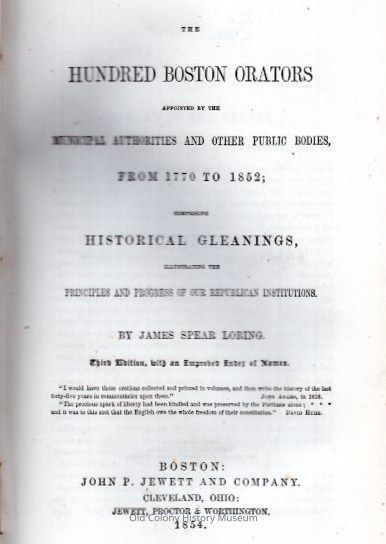 THE
HUNDRED BOSTON ORATORS
APPOINTED BY THE
MUNICIPAL AUTHORITIES AND OTHER PUBLIC BODIES,
FROM 1770 TO 1852;
COMPRISING
HISTORICAL GLEANINGS,
ILLUSTRATING THE
PRINCIPLES AND PROGRESS OF OUR REPUBLICAN INSTITUTIONS.
BY JAMES SPEAR LORING.
Third Edition, with an Improved Index of Names.
"I would have these orations collected and printed in volumes, and then write the history of the last
forty-five years in commentaries upon them." JOHN ADAMS, in 1816.
"The precious spark of liberty had been kindled and was preserved by the Puritans alone; * * *
and it was to this sect that the English owe the whole freedom of their constitution." DAVID HUME.
BOSTON:
JOHN P. JEWETT AND COMPANY.
CLEVELAND, OHIO:
JEWETT, PROCTOR & WORTHINGTON.
Old Colony History Museum
1854.